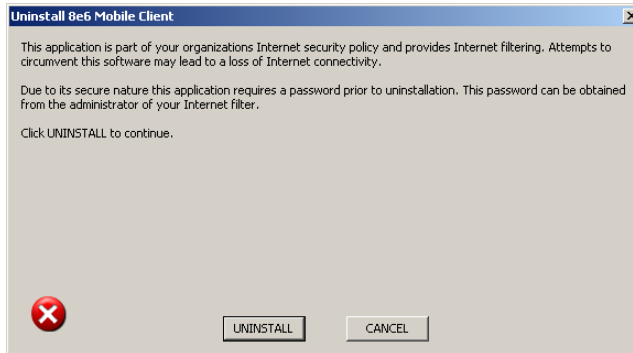 Uninstall 8e6 Mobile Client
This application is part of your organizations Internet security policy and provides Internet filtering. Attempts to
circumvent this software may lead to a loss of Internet connectivity.
Due to its secure nature this application requires a password prior to uninstallation. This password can be obtained
from the administrator of your Internet filter.
Click UNINSTALL to continue.
UNINSTALL CANCEL